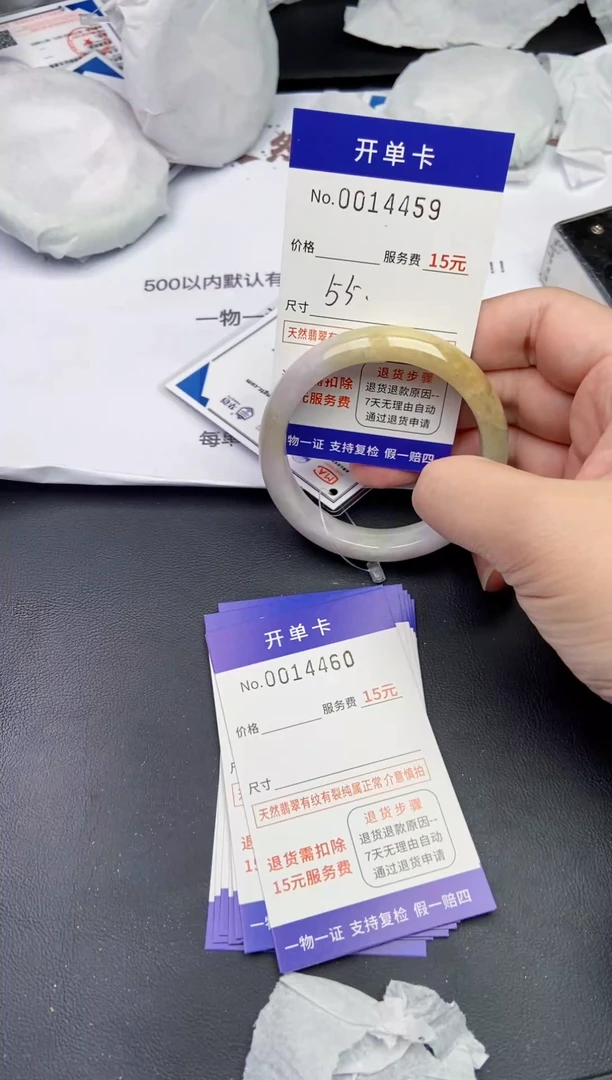 开单卡
No.0014459
价格 服务费 15元
55.
尺寸
500以内默认有
!!
一物一
天然翡翠有
需扣除
元服务费
退货步骤
退货退款原因--
7天无理由自动
通过退货申请
物一证 支持复检 假一赔四
MA
每单
开单卡
No.0014460
价格 服务费 15元
尺寸
天然翡翠有纹有裂纯属正常介意慎拍
退货需扣除
15元服务费
退货步骤
退货退款原因--
7天无理由自动
通过退货申请
一物一证 支持复检 假一赔四